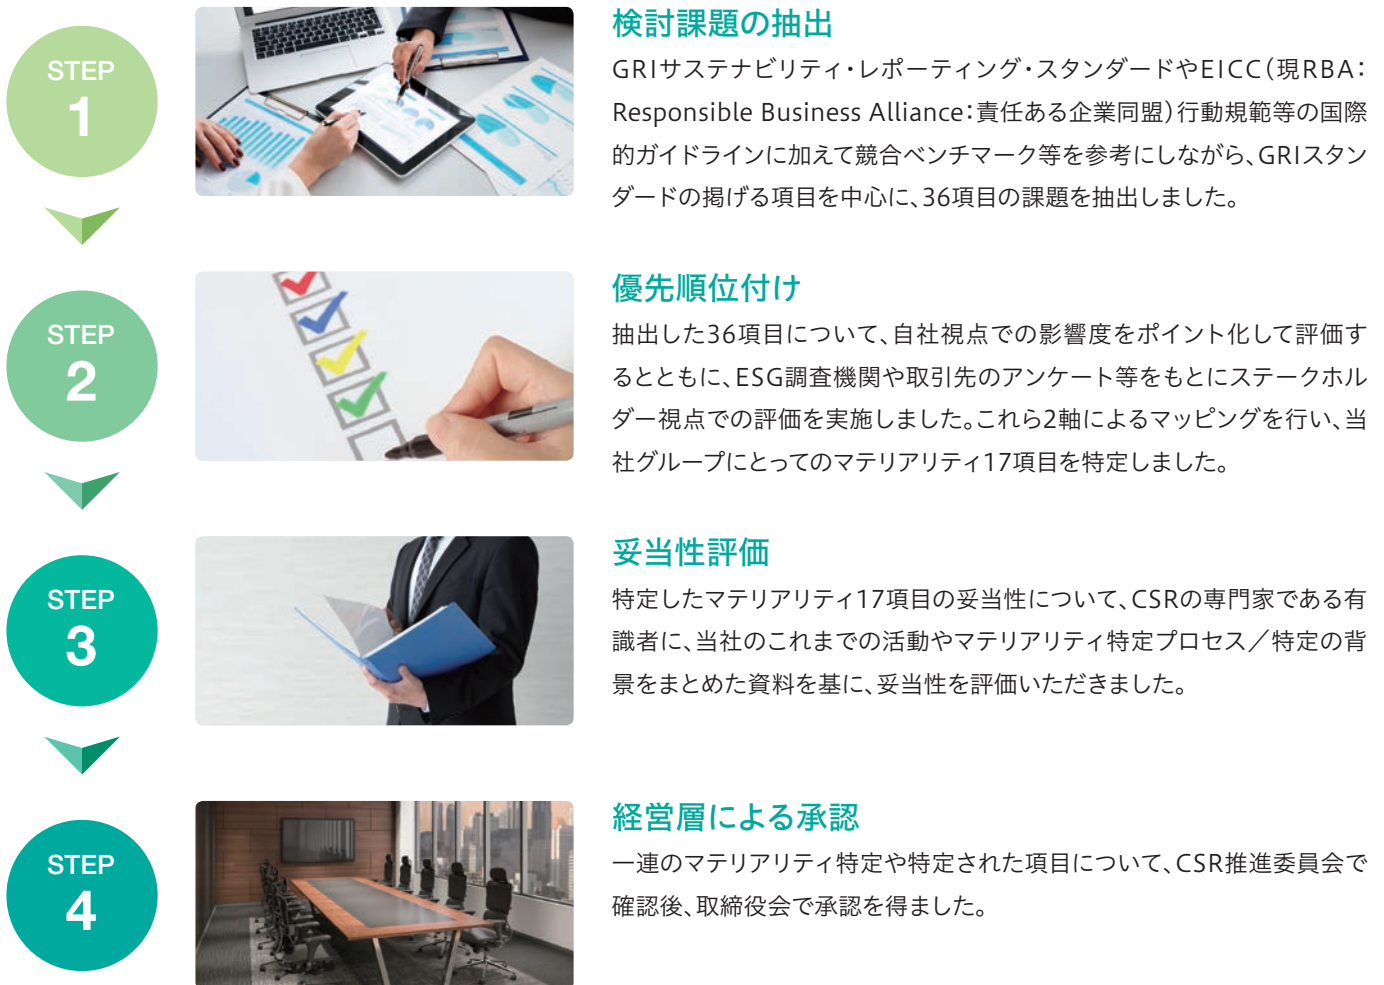 STEP
1
検討課題の抽出
GRIサステナビリティ・レポーティング・スタンダードやEICC(現RBA:
Responsible Business Alliance:責任ある企業同盟)行動規範等の国際
的ガイドラインに加えて競合ベンチマーク等を参考にしながら、GRIスタン
ダードの掲げる項目を中心に、36項目の課題を抽出しました。
STEP
2
優先順位付け
抽出した36項目について、自社視点での影響度をポイント化して評価す
るとともに、ESG調査機関や取引先のアンケート等をもとにステークホル
ダー視点での評価を実施しました。これら2軸によるマッピングを行い、当
社グループにとってのマテリアリティ17項目を特定しました。
STEP
3
妥当性評価
特定したマテリアリティ17項目の妥当性について、CSRの専門家である有
識者に、当社のこれまでの活動やマテリアリティ特定プロセス/特定の背
景をまとめた資料を基に、妥当性を評価いただきました。
STEP
4
経営層による承認
一連のマテリアリティ特定や特定された項目について、CSR推進委員会で
確認後、取締役会で承認を得ました。